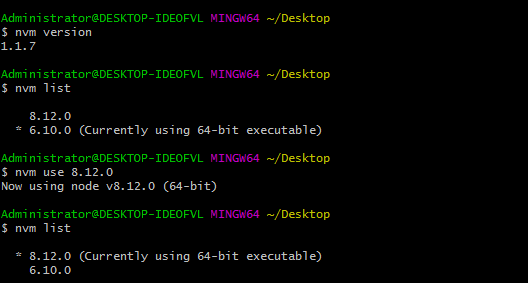 Administrator@DESKTOP-IDEOFVL MINGW64 ~/Desktop
$ nvm version
1.1.7
Administrator@DESKTOP-IDEOFVL MINGW64 ~/Desktop
$ nvm list
8.12.0
* 6.10.0 (Currently using 64-bit executable)
Administrator@DESKTOP-IDEOFVL MINGW64 ~/Desktop
$ nvm use 8.12.0
Now using node v8.12.0 (64-bit)
Administrator@DESKTOP-IDEOFVL MINGW64 ~/Desktop
$ nvm list
* 8.12.0 (Currently using 64-bit executable)
6.10.0